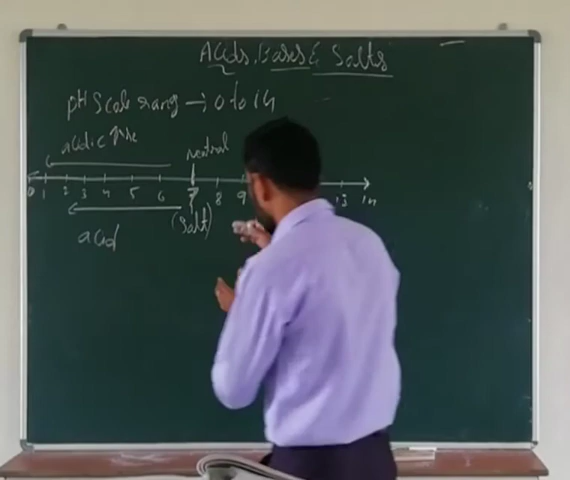 Acids, Bases & Salts
pH Scale rang → 0 to 14
acidic
neutral
0 1 2 3 4 5 6 7 8 9 13 14
(Salt)
acid